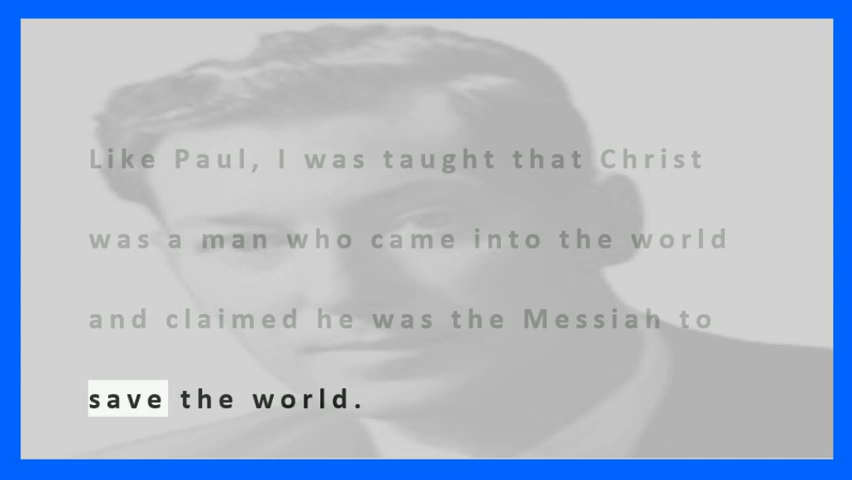 Like Paul, I was taught that Christ
was a man who came into the world
and claimed he was the Messiah to
save the world.